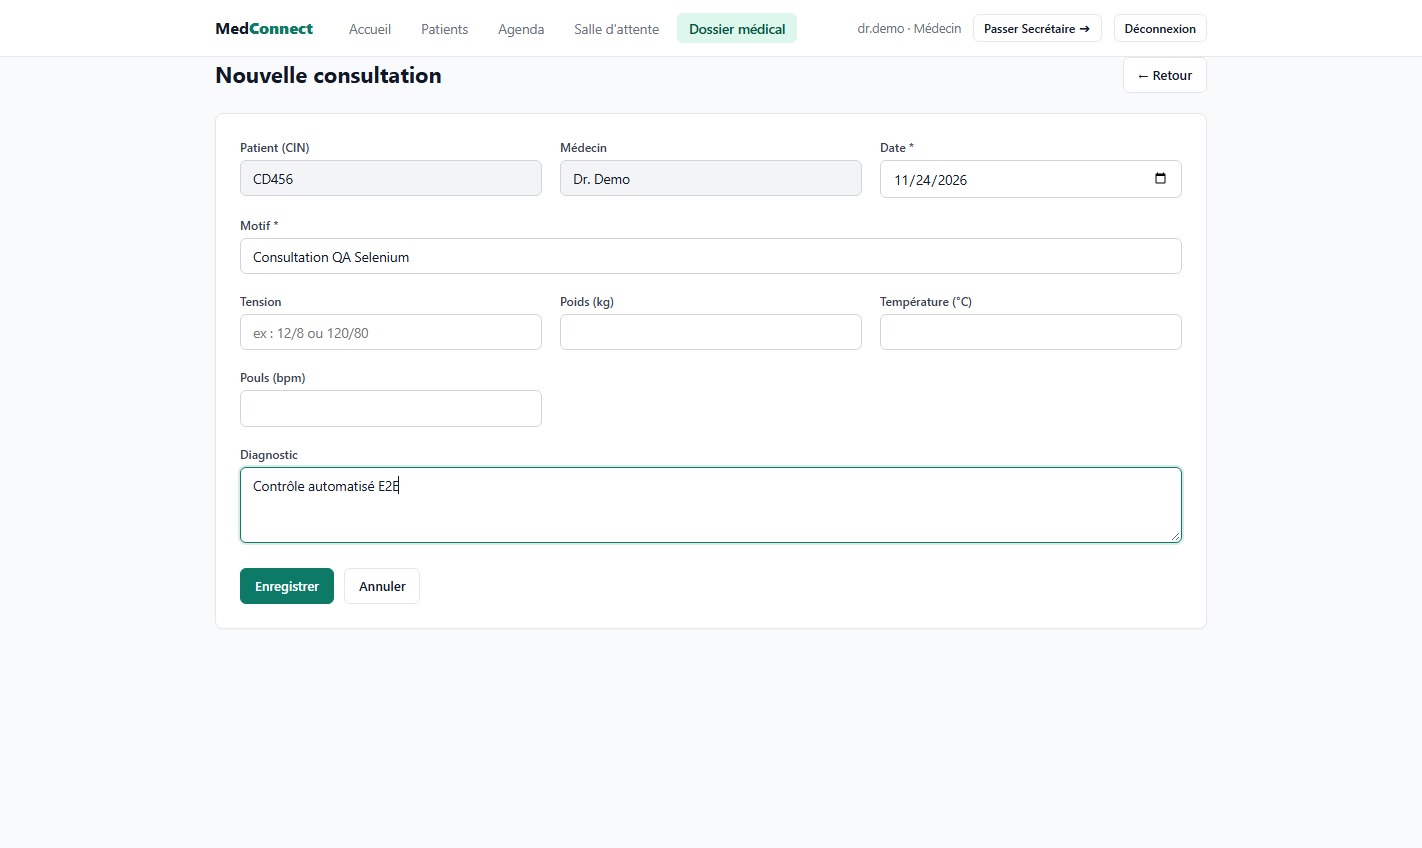 MedConnect Accueil Patients Agenda Salle d'attente Dossier médical dr.demo · Médecin Passer Secrétaire → Déconnexion
Nouvelle consultation ← Retour
Patient (CIN) Médecin Date *
CD456 Dr. Demo 11/24/2026
Motif *
Consultation QA Selenium
Tension Poids (kg) Température (°C)
ex : 12/8 ou 120/80
Pouls (bpm)
Diagnostic
Contrôle automatisé E2E
Enregistrer Annuler